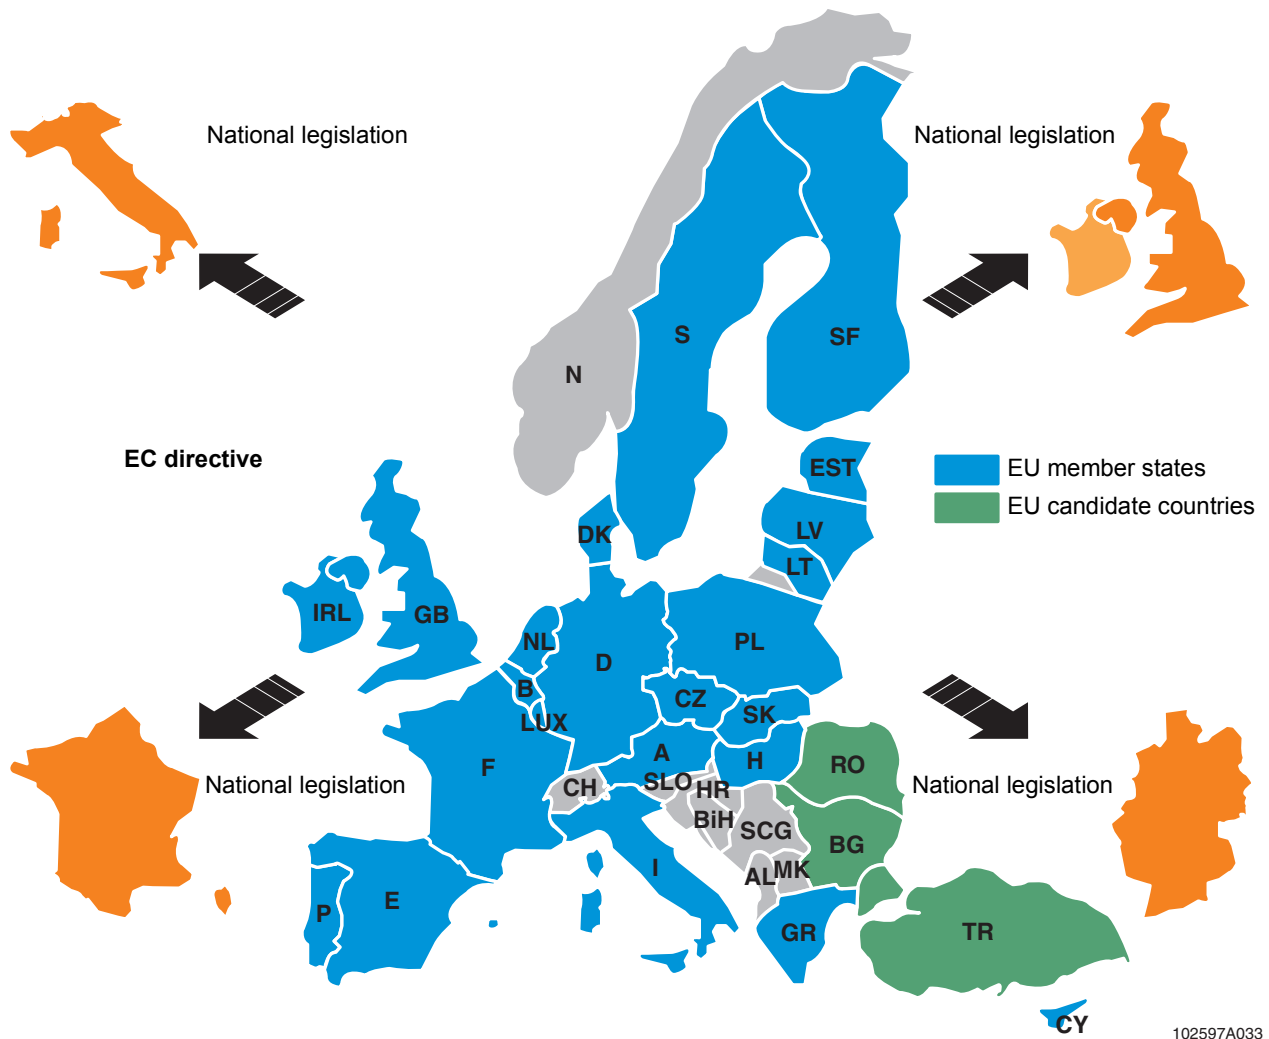 National legislation
National legislation
N
S
SF
EC directive
EST
EU member states
EU candidate countries
DK
LV
LT
IRL
GB
NL
D
PL
B
CZ
LUX
SK
F
A
H
RO
CH
SLO
HR
National legislation
National legislation
BiH
SCG
BG
I
AL
MK
P
E
GR
TR
CY
102597A033